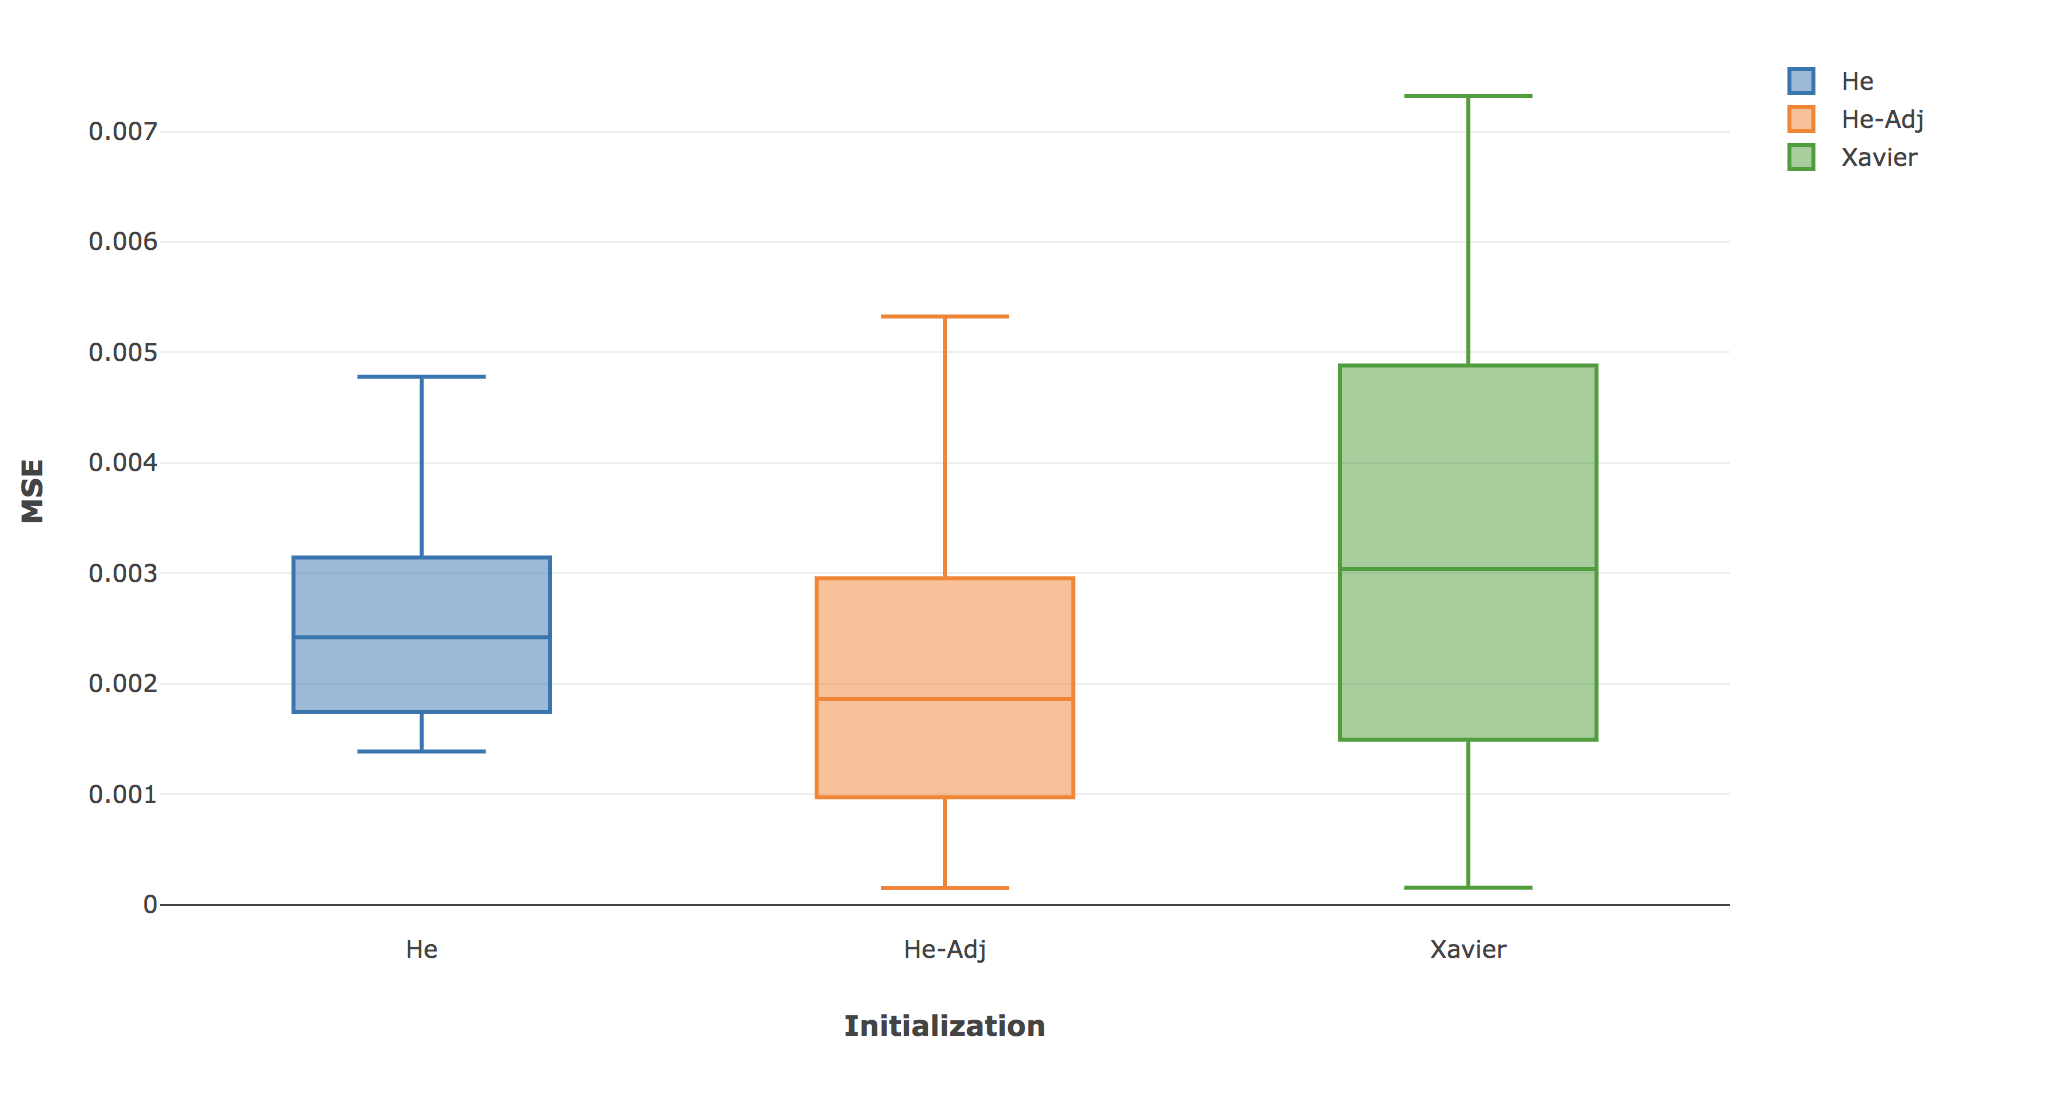 He
He-Adj
Xavier
0.007
0.006
0.005
0.004
0.003
0.002
0.001
0
MSE
He
He-Adj
Xavier
Initialization